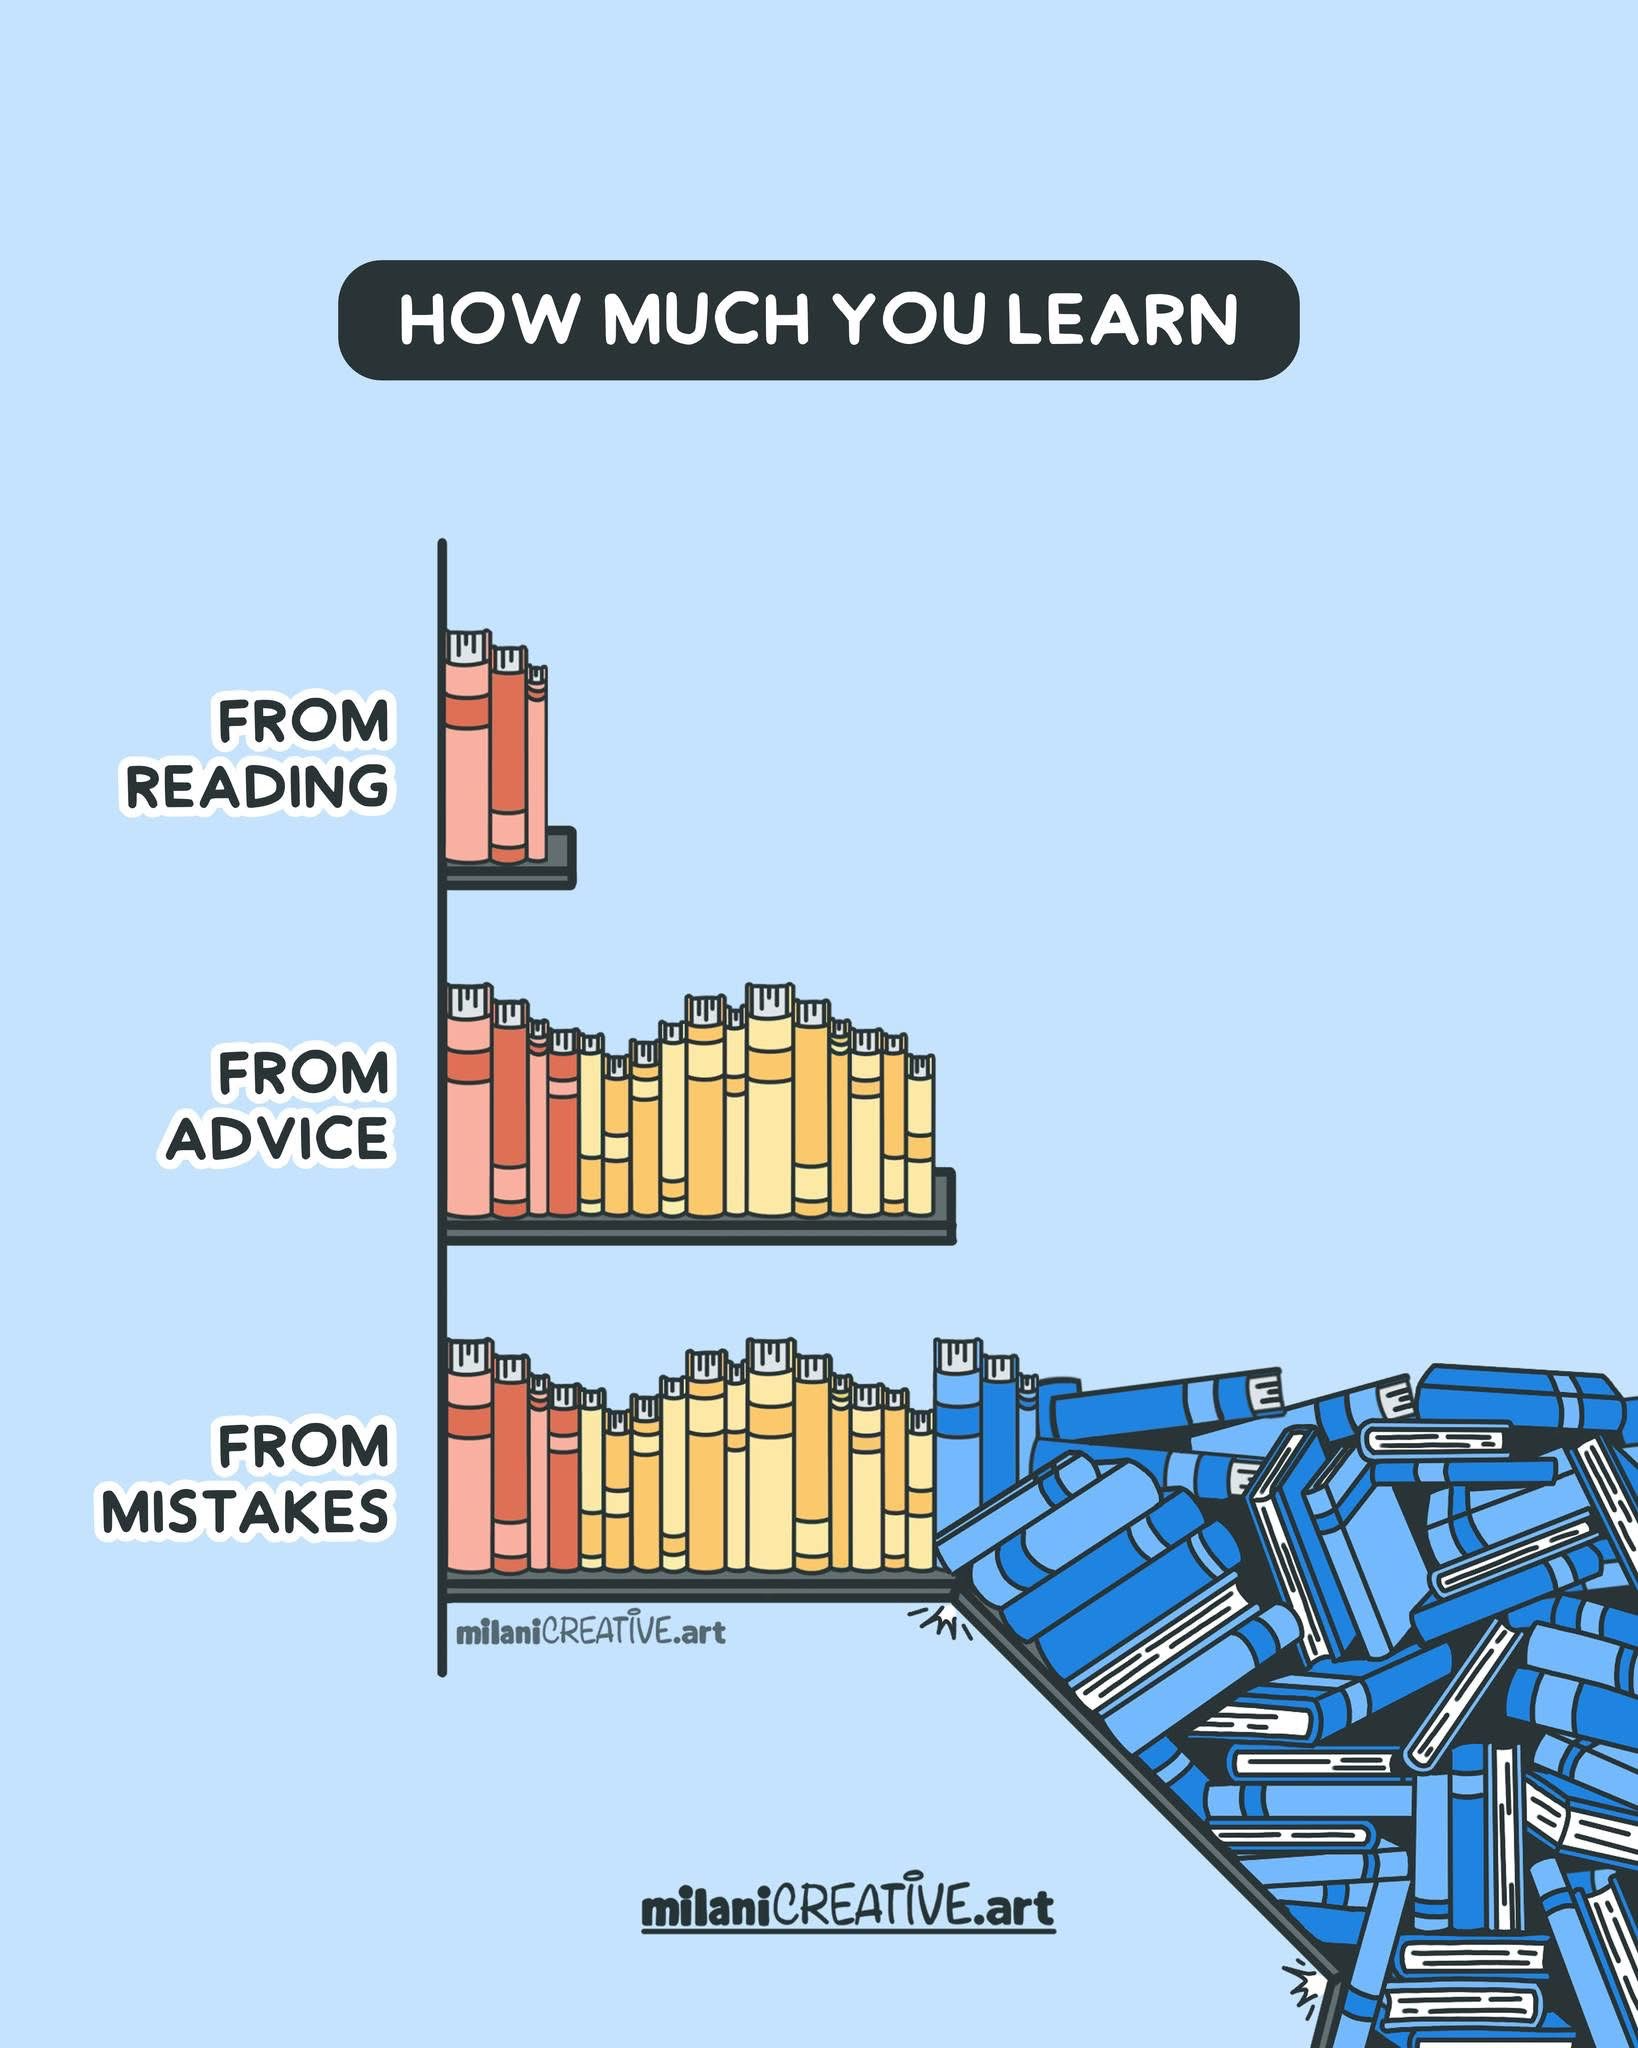 HOW MUCH YOU LEARN
FROM
READING
FROM
ADVICE
FROM
MISTAKES
milaniCREATIVE.art
milaniCREATIVE.art